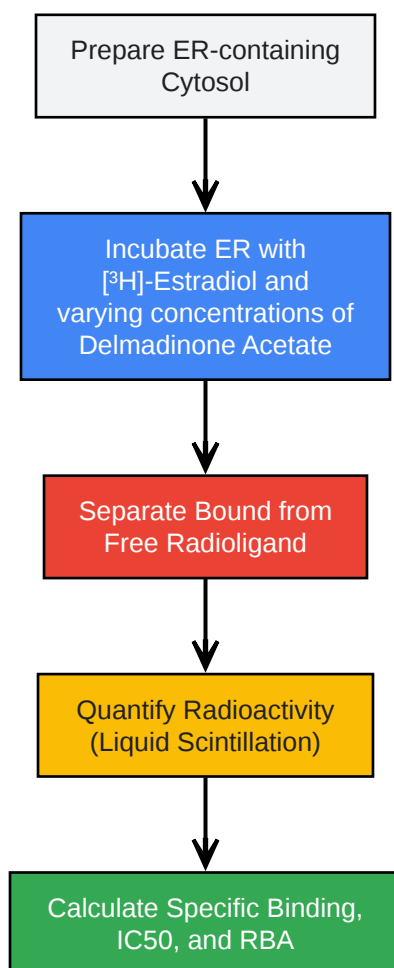 Prepare ER-containing
Cytosol
Incubate ER with
[³H]-Estradiol and
varying concentrations of
Delmadinone Acetate
Separate Bound from
Free Radioligand
Quantify Radioactivity
(Liquid Scintillation)
Calculate Specific Binding,
IC50, and RBA